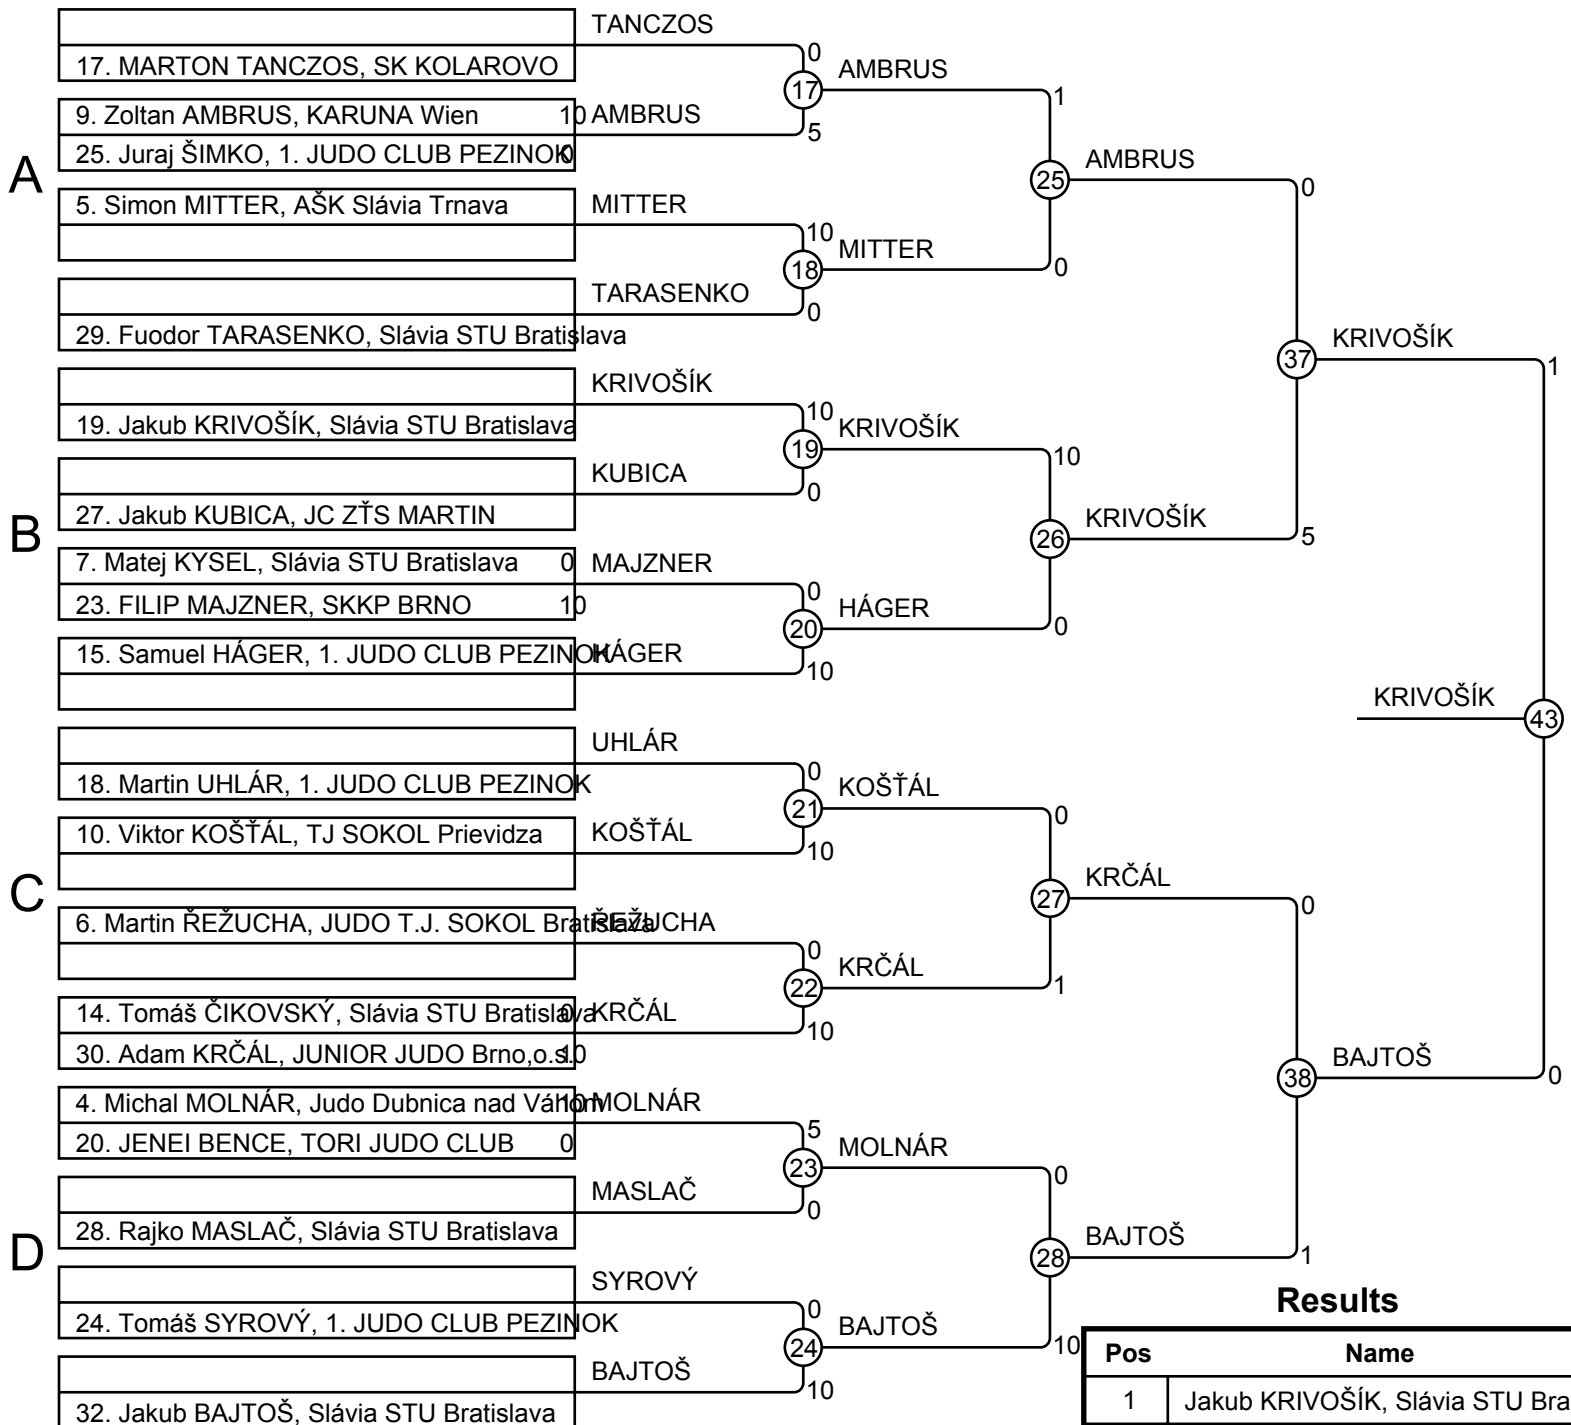 TANCZOS
17. MARTON TANCZOS, SK KOLAROVO
0
17
AMBRUS
1
9. Zoltan AMBRUS, KARUNA Wien 10
AMBRUS
5
25. Juraj ŠIMKO, 1. JUDO CLUB PEZINOK 0
A
25
AMBRUS
0
5. Simon MITTER, AŠK Slávia Trnava
MITTER
10
18
MITTER
0
TARASENKO
0
29. Fuodor TARASENKO, Slávia STU Bratislava
37
KRIVOŠÍK
1
KRIVOŠÍK
19. Jakub KRIVOŠÍK, Slávia STU Bratislava
10
19
KRIVOŠÍK
10
KUBICA
0
27. Jakub KUBICA, JC ZŤS MARTIN
B
26
KRIVOŠÍK
5
7. Matej KYSEL, Slávia STU Bratislava 0
MAJZNER
23. FILIP MAJZNER, SKKP BRNO 10
0
20
HÁGER
0
15. Samuel HÁGER, 1. JUDO CLUB PEZINOK
HÁGER
10
KRIVOŠÍK
43
UHLÁR
18. Martin UHLÁR, 1. JUDO CLUB PEZINOK
0
21
KOŠŤÁL
0
10. Viktor KOŠŤÁL, TJ SOKOL Prievidza
KOŠŤÁL
10
C
27
KRČÁL
0
6. Martin ŘEŽUCHA, JUDO T.J. SOKOL Bratislava
ŘEŽUCHA
0
22
KRČÁL
1
14. Tomáš ČIKOVSKÝ, Slávia STU Bratislava 0
KRČÁL
10
30. Adam KRČÁL, JUNIOR JUDO Brno,o.s. 10
38
BAJTOŠ
0
4. Michal MOLNÁR, Judo Dubnica nad Váhom 10
MOLNÁR
20. JENEI BENCE, TORI JUDO CLUB 0
5
23
MOLNÁR
0
MASLAČ
0
28. Rajko MASLAČ, Slávia STU Bratislava
D
28
BAJTOŠ
1
SYROVÝ
24. Tomáš SYROVÝ, 1. JUDO CLUB PEZINOK
0
24
BAJTOŠ
10
BAJTOŠ
10
32. Jakub BAJTOŠ, Slávia STU Bratislava
Results
Pos Name
1 Jakub KRIVOŠÍK, Slávia STU Bra